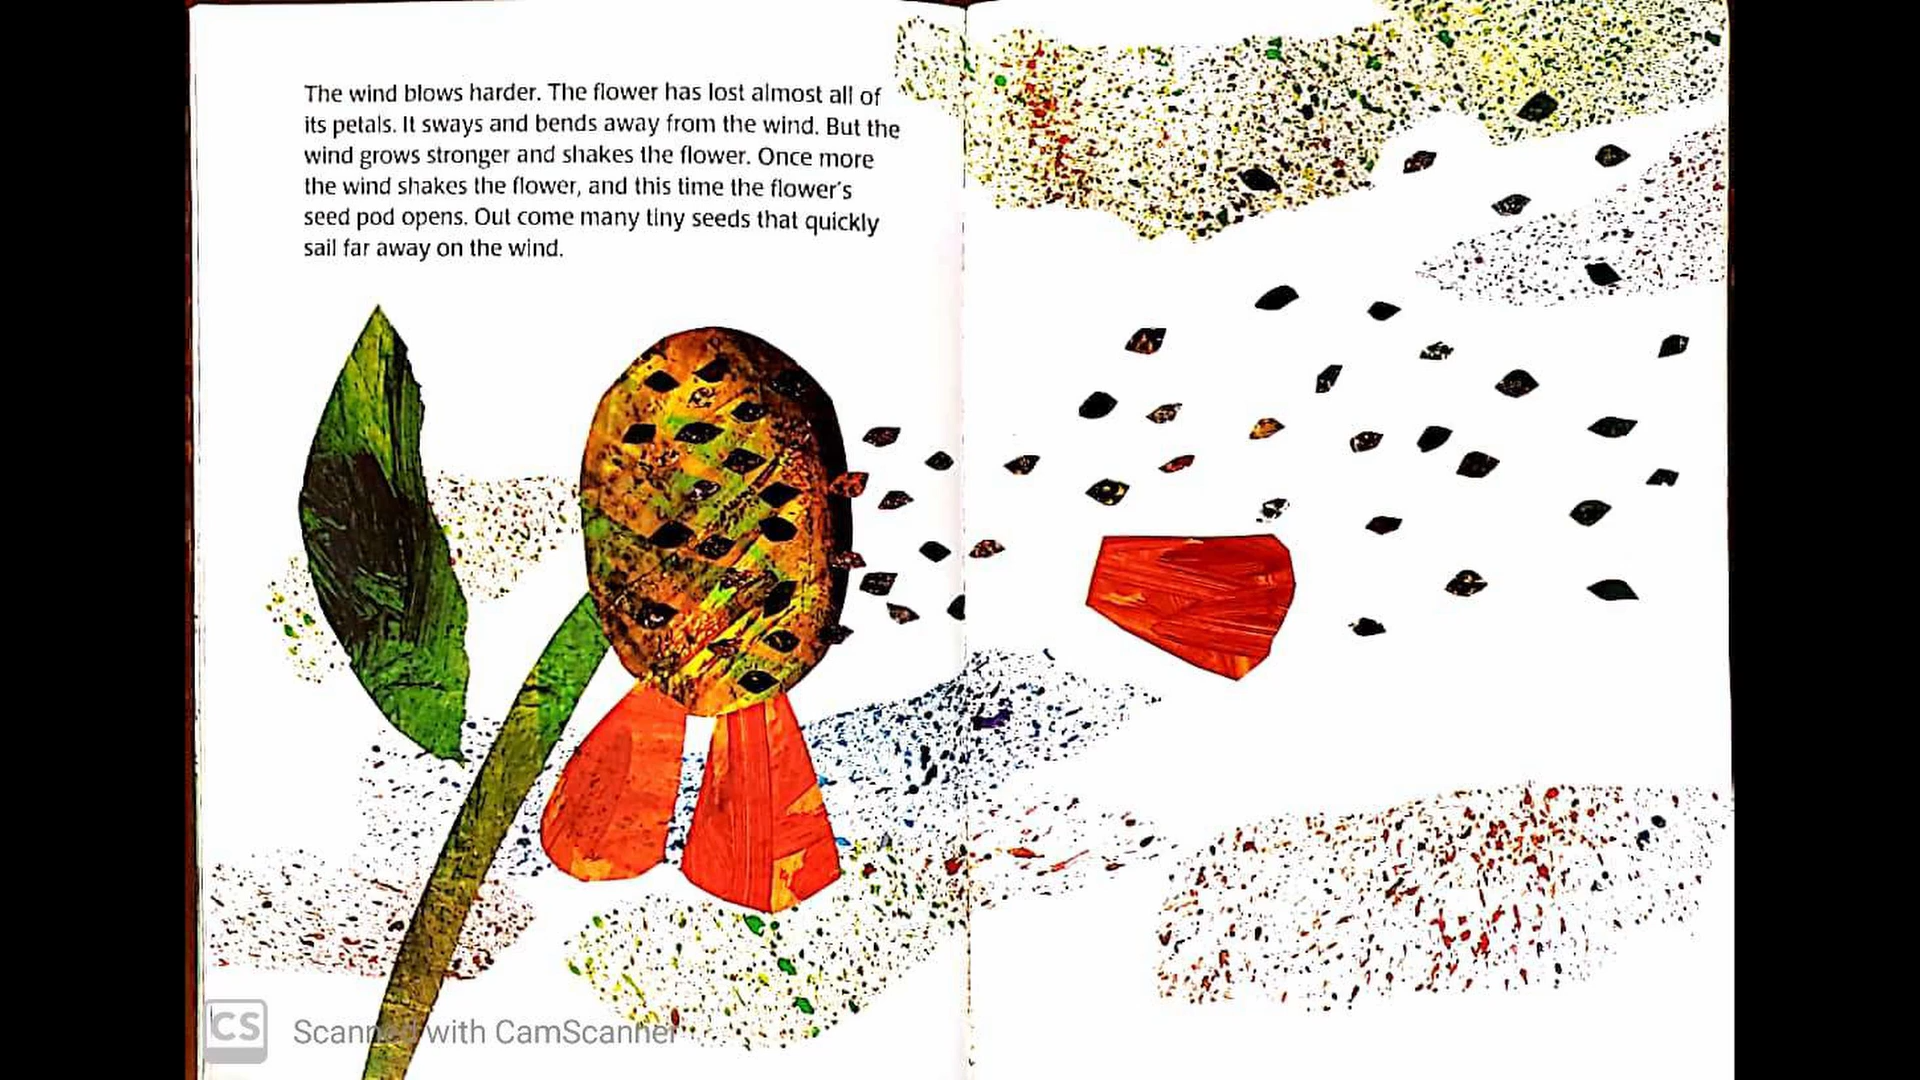 The wind blows harder. The flower has lost almost all of
its petals. It sways and bends away from the wind. But the
wind grows stronger and shakes the flower. Once more
the wind shakes the flower, and this time the flower's
seed pod opens. Out come many tiny seeds that quickly
sail far away on the wind.
CS Scanned with CamScanner